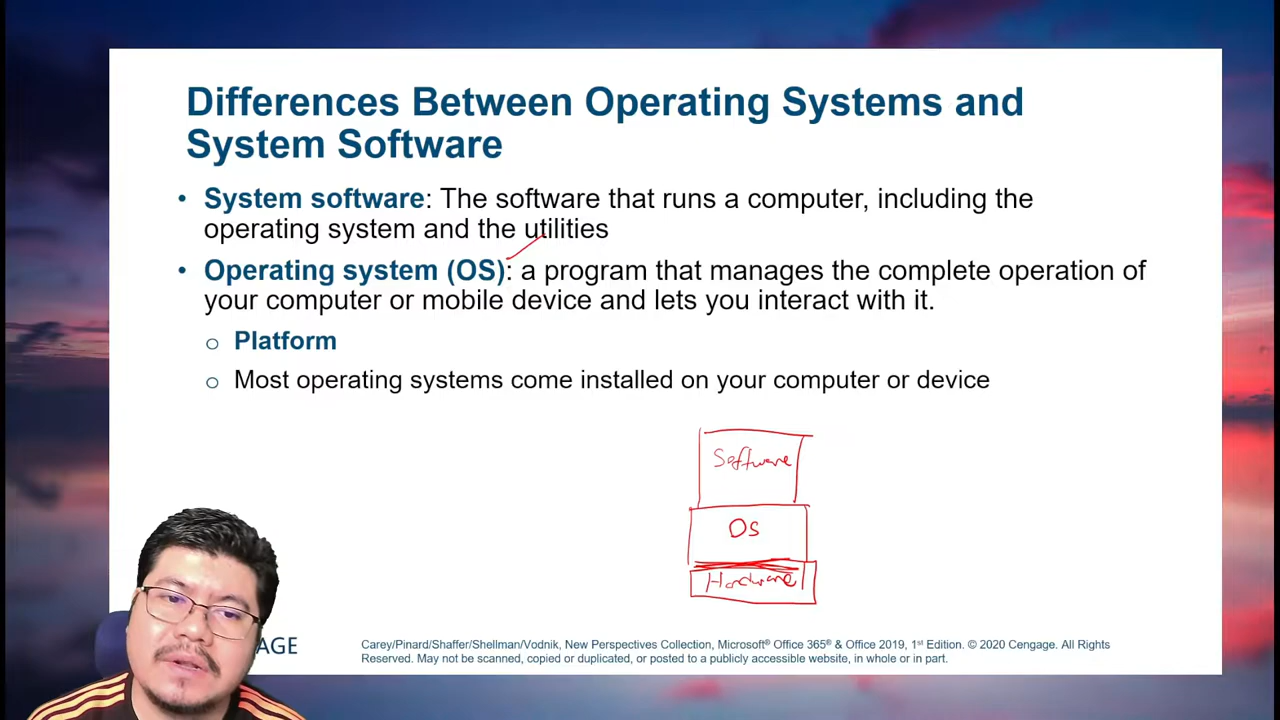 Differences Between Operating Systems and
System Software
• System software: The software that runs a computer, including the
operating system and the utilities
• Operating system (OS): a program that manages the complete operation of
your computer or mobile device and lets you interact with it.
o Platform
o Most operating systems come installed on your computer or device
Software
OS
Hardware
AGE
Carey/Pinard/Shaffer/Shellman/Vodnik, New Perspectives Collection, Microsoft® Office 365® & Office 2019, 1st Edition. © 2020 Cengage. All Rights
Reserved. May not be scanned, copied or duplicated, or posted to a publicly accessible website, in whole or in part.